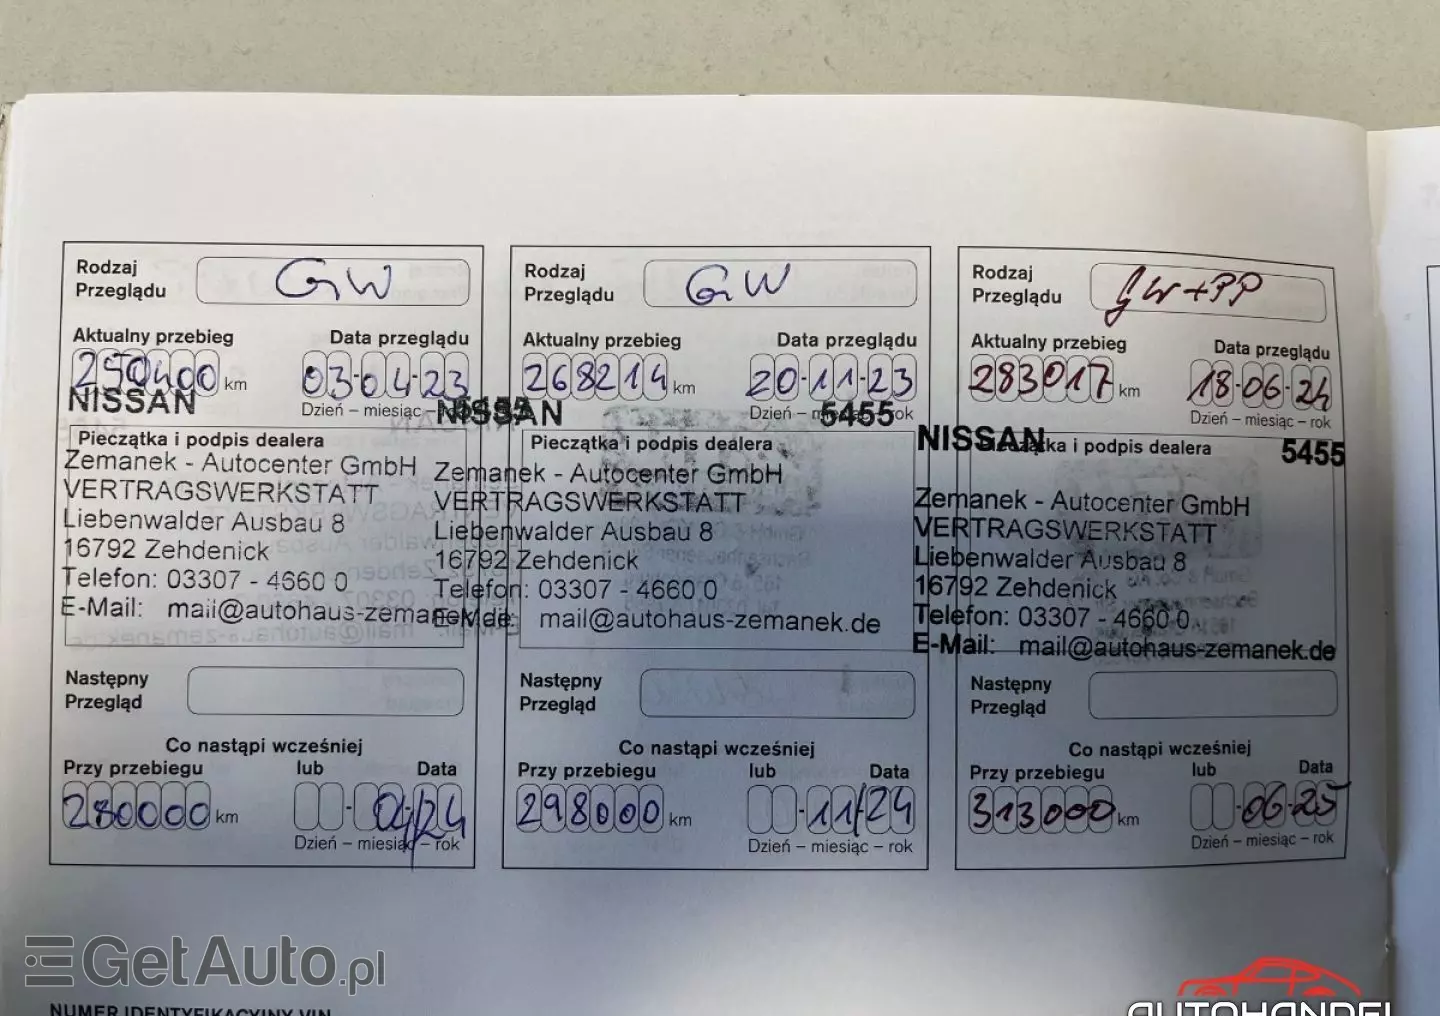 Rodzaj
Przeglądu
GW
Aktualny przebieg
Data przeglądu
250400 km
03-04-23
Dzień – miesiąc – rok
NISSAN
Pieczątka i podpis dealera
Zemanek - Autocenter GmbH
VERTRAGSWERKSTATT
Liebenwalder Ausbau 8
16792 Zehdenick
Telefon: 03307 - 4660 0
E-Mail: mail@autohaus-zemanek.de
Następny
Przegląd
Co nastąpi wcześniej
Przy przebiegu
lub
Data
280000 km
04/24
Dzień – miesiąc – rok
Rodzaj
Przeglądu
GW
Aktualny przebieg
Data przeglądu
268214 km
20-11-23
Dzień – miesiąc – rok
NISSAN 5455
Pieczątka i podpis dealera
Zemanek - Autocenter GmbH
VERTRAGSWERKSTATT
Liebenwalder Ausbau 8
16792 Zehdenick
Telefon: 03307 - 4660 0
E-Mail: mail@autohaus-zemanek.de
Następny
Przegląd
Co nastąpi wcześniej
Przy przebiegu
lub
Data
298000 km
- 11/24
Dzień – miesiąc – rok
Rodzaj
Przeglądu
GW+PP
Aktualny przebieg
Data przeglądu
283017 km
18-06-24
Dzień – miesiąc – rok
NISSAN 5455
Pieczątka i podpis dealera
Zemanek - Autocenter GmbH
VERTRAGSWERKSTATT
Liebenwalder Ausbau 8
16792 Zehdenick
Telefon: 03307 - 4660 0
E-Mail: mail@autohaus-zemanek.de
Następny
Przegląd
Co nastąpi wcześniej
Przy przebiegu
lub
Data
313000 km
- 06-25
Dzień – miesiąc – rok
GetAuto.pl
NUMER IDENTYFIKACYJNY VIN
AUTOHANDEL